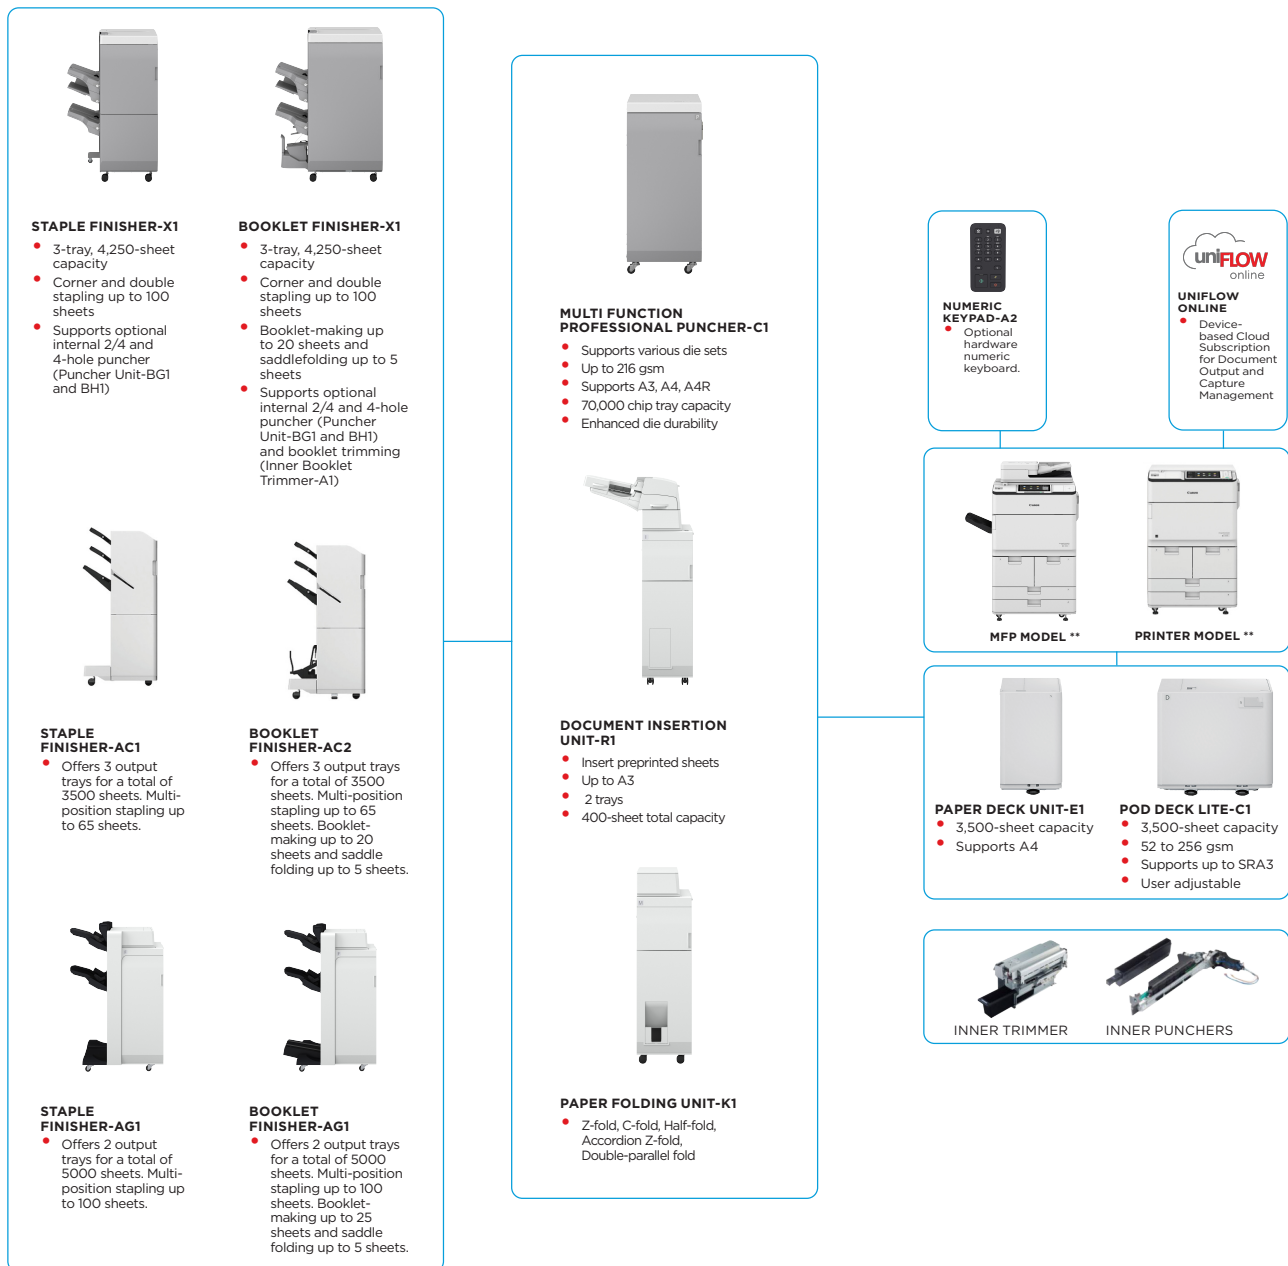 STAPLE FINISHER-X1
• 3-tray, 4,250-sheet
capacity
• Corner and double
stapling up to 100
sheets
• Supports optional
internal 2/4 and
4-hole puncher
(Puncher Unit-BG1
and BH1)
BOOKLET FINISHER-X1
• 3-tray, 4,250-sheet
capacity
• Corner and double
stapling up to 100
sheets
• Booklet-making up
to 20 sheets and
saddlefolding up to 5
sheets
• Supports optional
internal 2/4 and 4-hole
puncher (Puncher
Unit-BG1 and BH1)
and booklet trimming
(Inner Booklet
Trimmer-A1)
STAPLE
FINISHER-AC1
• Offers 3 output
trays for a total of
3500 sheets. Multi-
position stapling up
to 65 sheets.
BOOKLET
FINISHER-AC2
• Offers 3 output trays
for a total of 3500
sheets. Multi-position
stapling up to 65
sheets. Booklet-
making up to 20
sheets and saddle
folding up to 5 sheets.
STAPLE
FINISHER-AG1
• Offers 2 output
trays for a total of
5000 sheets. Multi-
position stapling up
to 100 sheets.
BOOKLET
FINISHER-AG1
• Offers 2 output trays
for a total of 5000
sheets. Multi-position
stapling up to 100
sheets. Booklet-
making up to 25
sheets and saddle
folding up to 5 sheets.
MULTI FUNCTION
PROFESSIONAL PUNCHER-C1
• Supports various die sets
• Up to 216 gsm
• Supports A3, A4, A4R
• 70,000 chip tray capacity
• Enhanced die durability
DOCUMENT INSERTION
UNIT-R1
• Insert preprinted sheets
• Up to A3
• 2 trays
• 400-sheet total capacity
PAPER FOLDING UNIT-K1
• Z-fold, C-fold, Half-fold,
Accordion Z-fold,
Double-parallel fold
NUMERIC
KEYPAD-A2
• Optional
hardware
numeric
keyboard.
uniFLOW
online
UNIFLOW
ONLINE
• Device-
based Cloud
Subscription
for Document
Output and
Capture
Management
Canon
Canon
MFP MODEL **
PRINTER MODEL **
D
PAPER DECK UNIT-E1
• 3,500-sheet capacity
• Supports A4
POD DECK LITE-C1
• 3,500-sheet capacity
• 52 to 256 gsm
• Supports up to SRA3
• User adjustable
INNER TRIMMER
INNER PUNCHERS